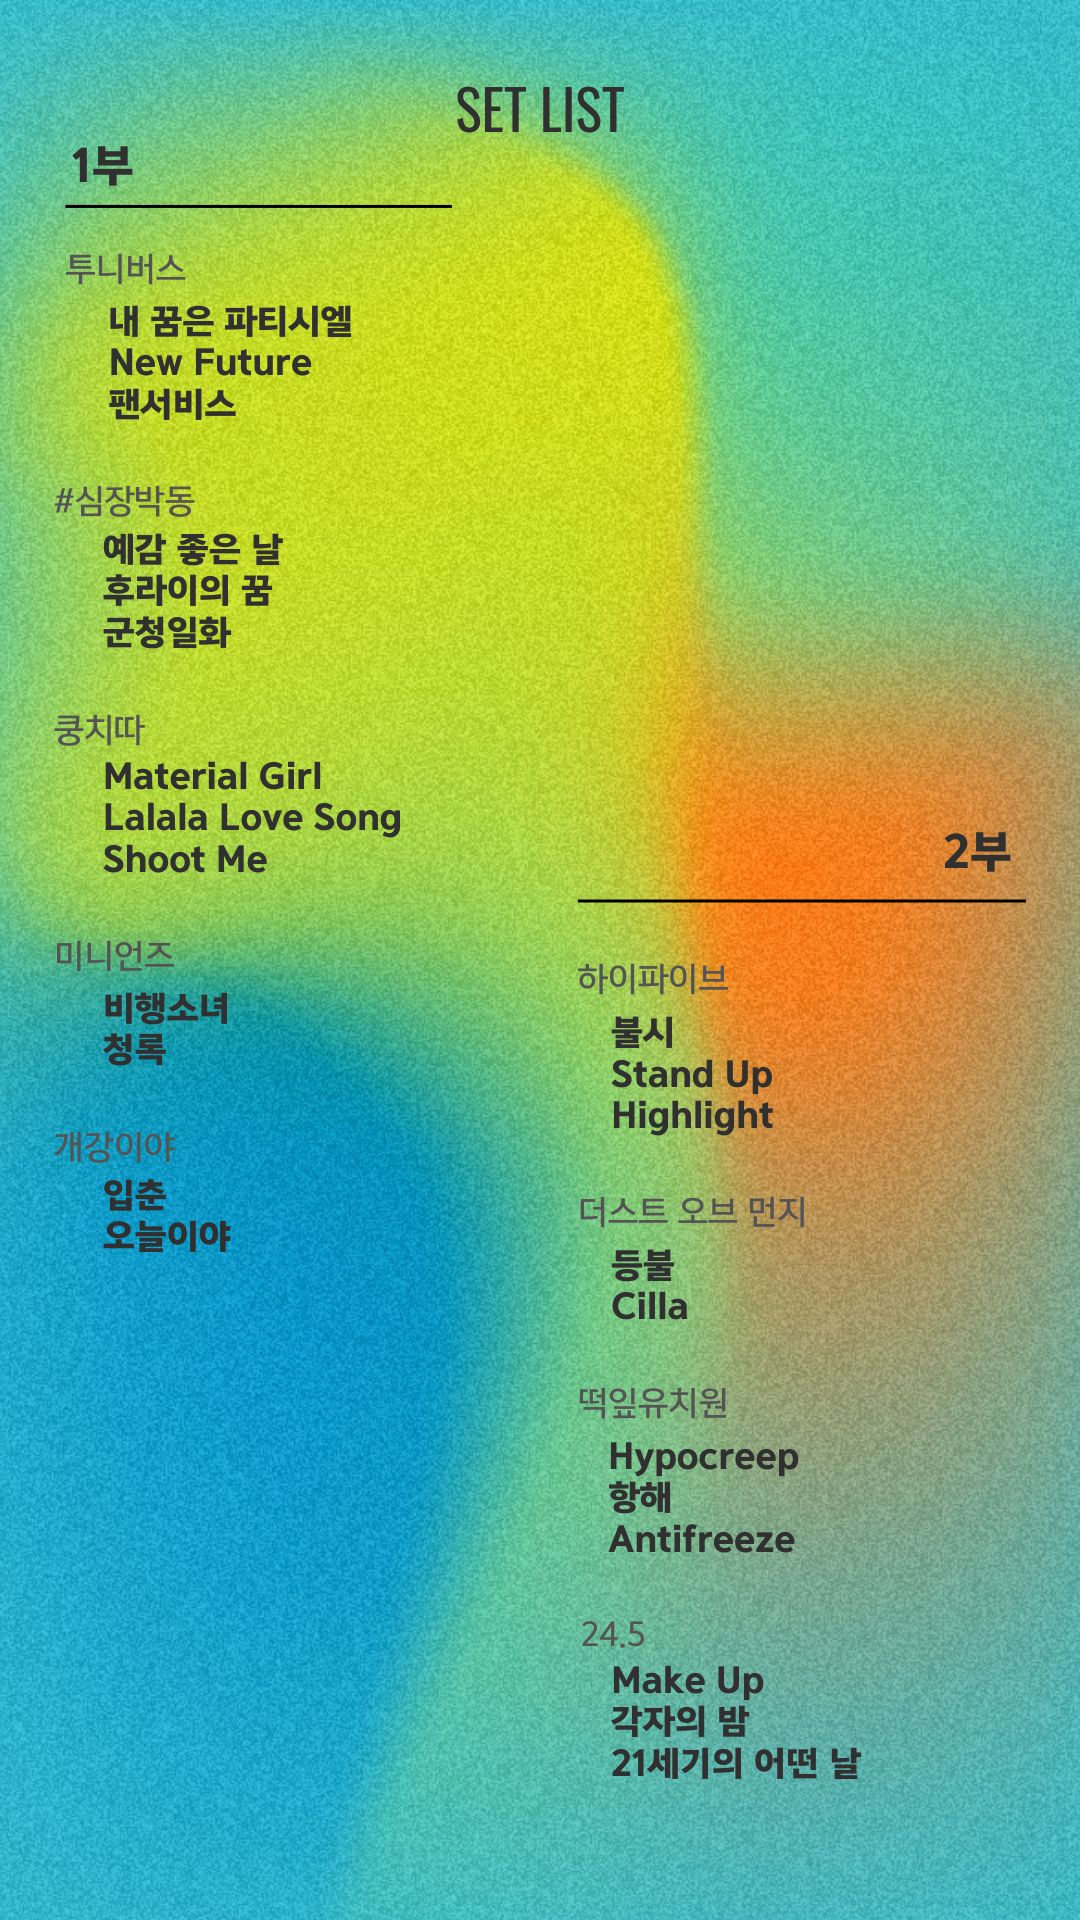 SET LIST
1부
투니버스
내 꿈은 파티시엘
New Future
팬서비스
#심장박동
예감 좋은 날
후라이의 꿈
군청일화
쿵치따
Material Girl
Lalala Love Song
Shoot Me
미니언즈
비행소녀
청록
개강이야
입춘
오늘이야
2부
하이파이브
불시
Stand Up
Highlight
더스트 오브 먼지
등불
Cilla
떡잎유치원
Hypocreep
항해
Antifreeze
24.5
Make Up
각자의 밤
21세기의 어떤 날